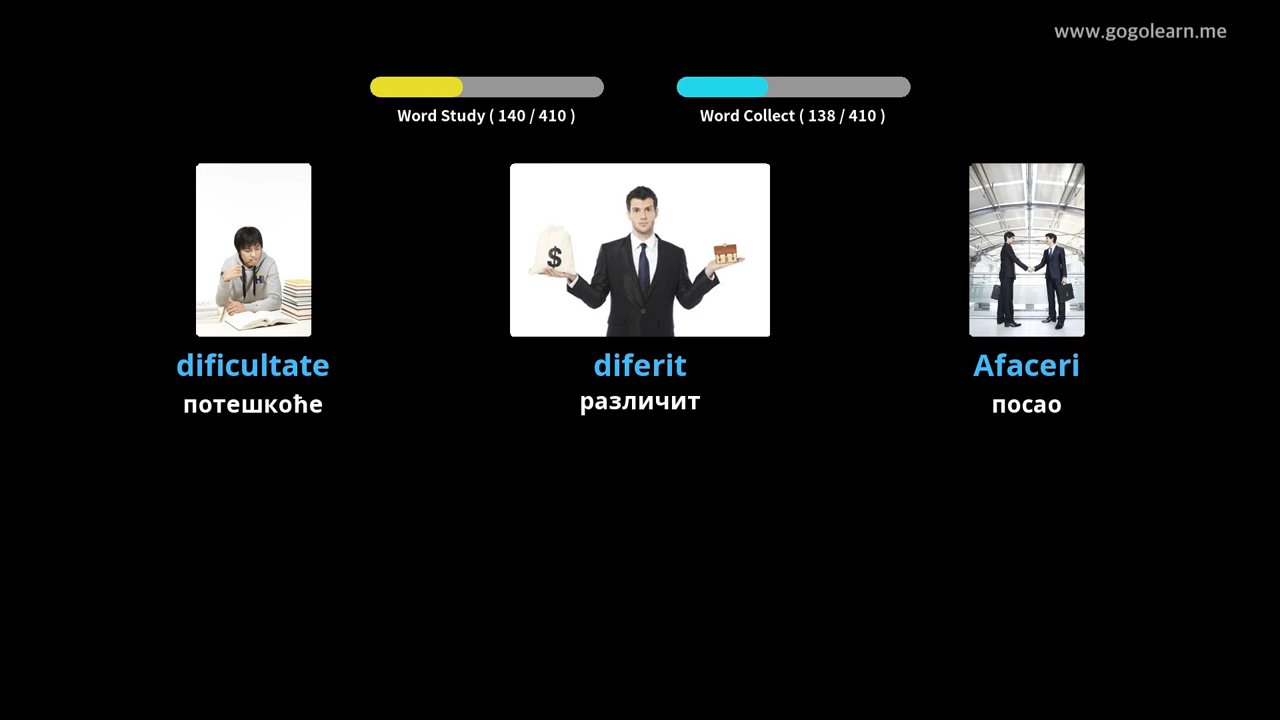 www.gogolearn.me
Word Study ( 140 / 410 )
Word Collect ( 138 / 410 )
$
dificultate
diferit
Afaceri
потешкоће
различит
посао